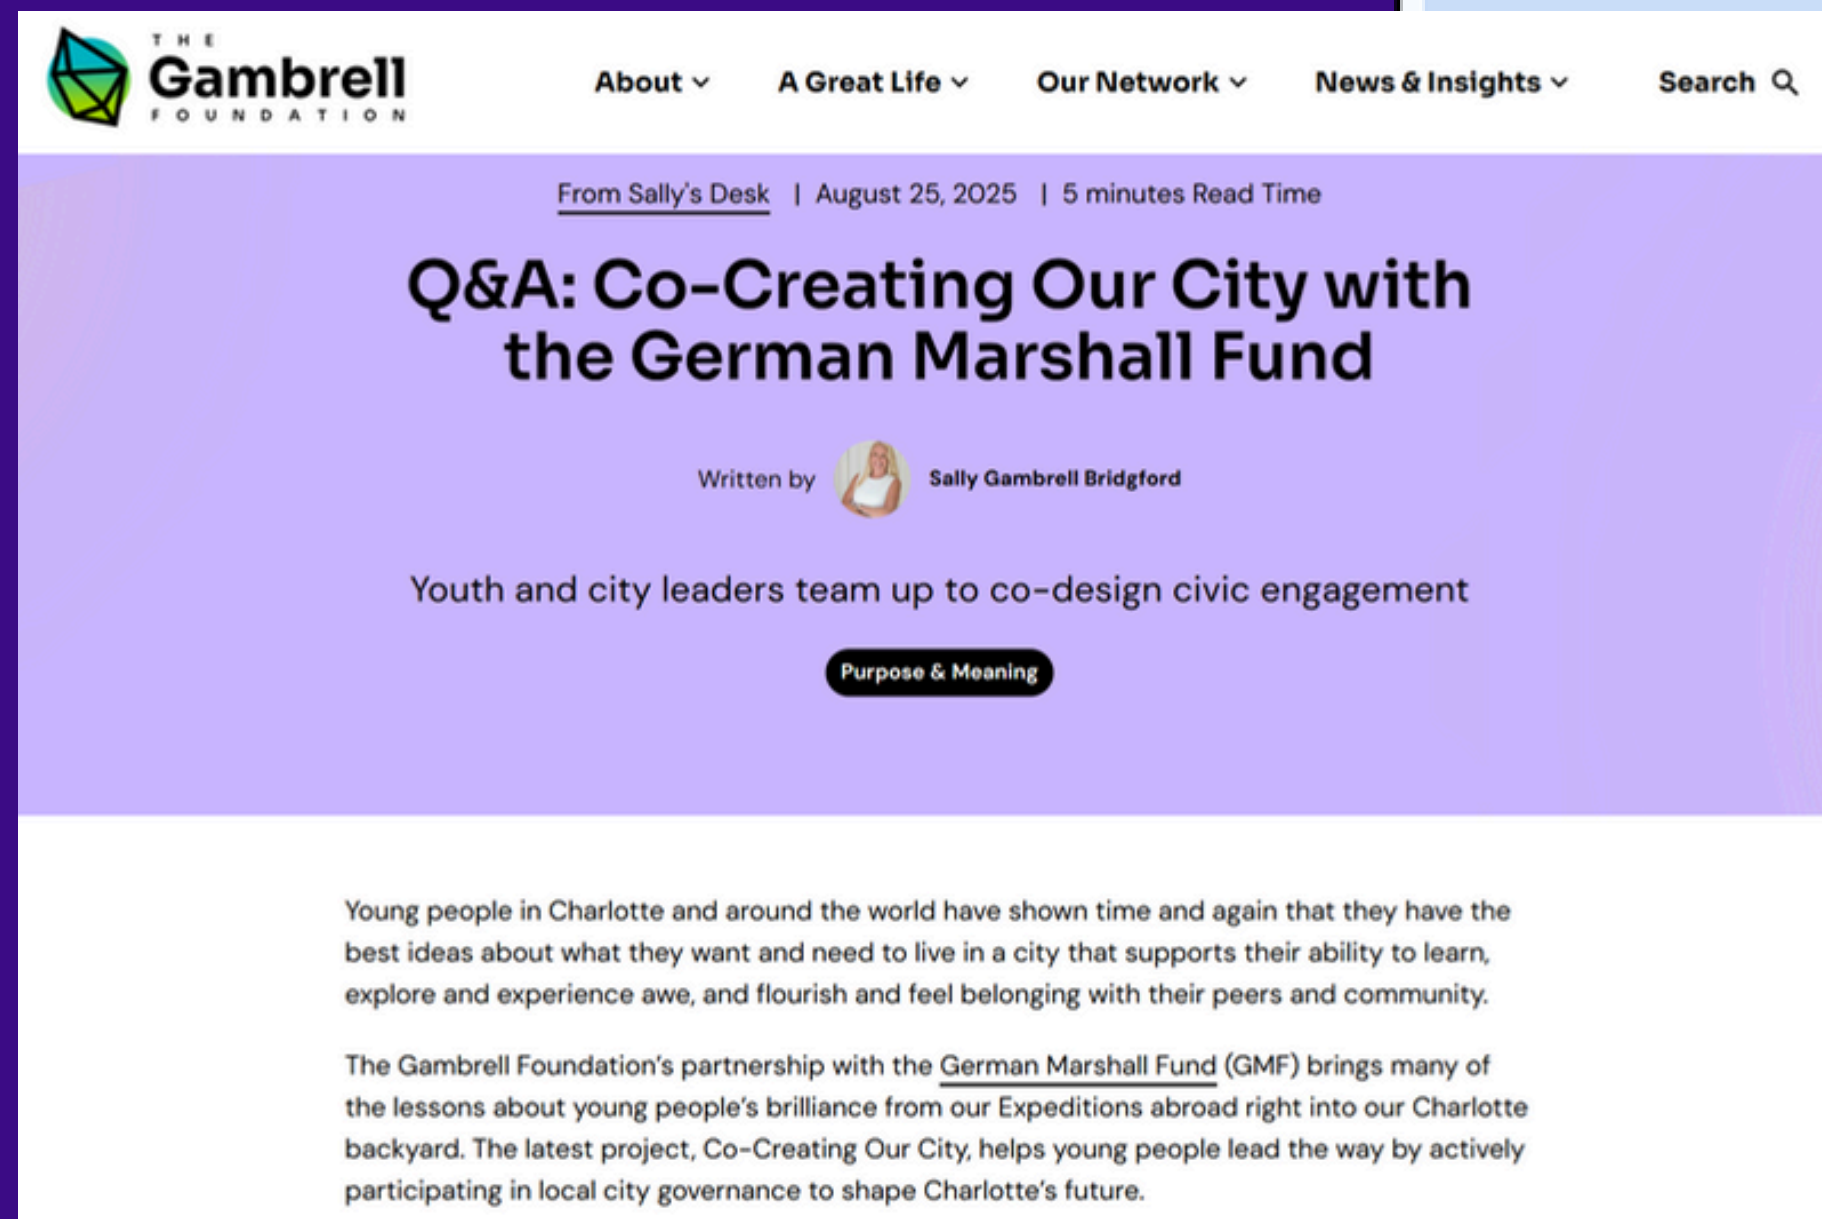 THE
Gambrell
FOUNDATION
About
A Great Life
Our Network
News & Insights
Search
From Sally's Desk | August 25, 2025 | 5 minutes Read Time
Q&A: Co-Creating Our City with
the German Marshall Fund
Written by Sally Gambrell Bridgford
Youth and city leaders team up to co-design civic engagement
Purpose & Meaning
Young people in Charlotte and around the world have shown time and again that they have the
best ideas about what they want and need to live in a city that supports their ability to learn,
explore and experience awe, and flourish and feel belonging with their peers and community.
The Gambrell Foundation’s partnership with the German Marshall Fund (GMF) brings many of
the lessons about young people’s brilliance from our Expeditions abroad right into our Charlotte
backyard. The latest project, Co-Creating Our City, helps young people lead the way by actively
participating in local city governance to shape Charlotte’s future.